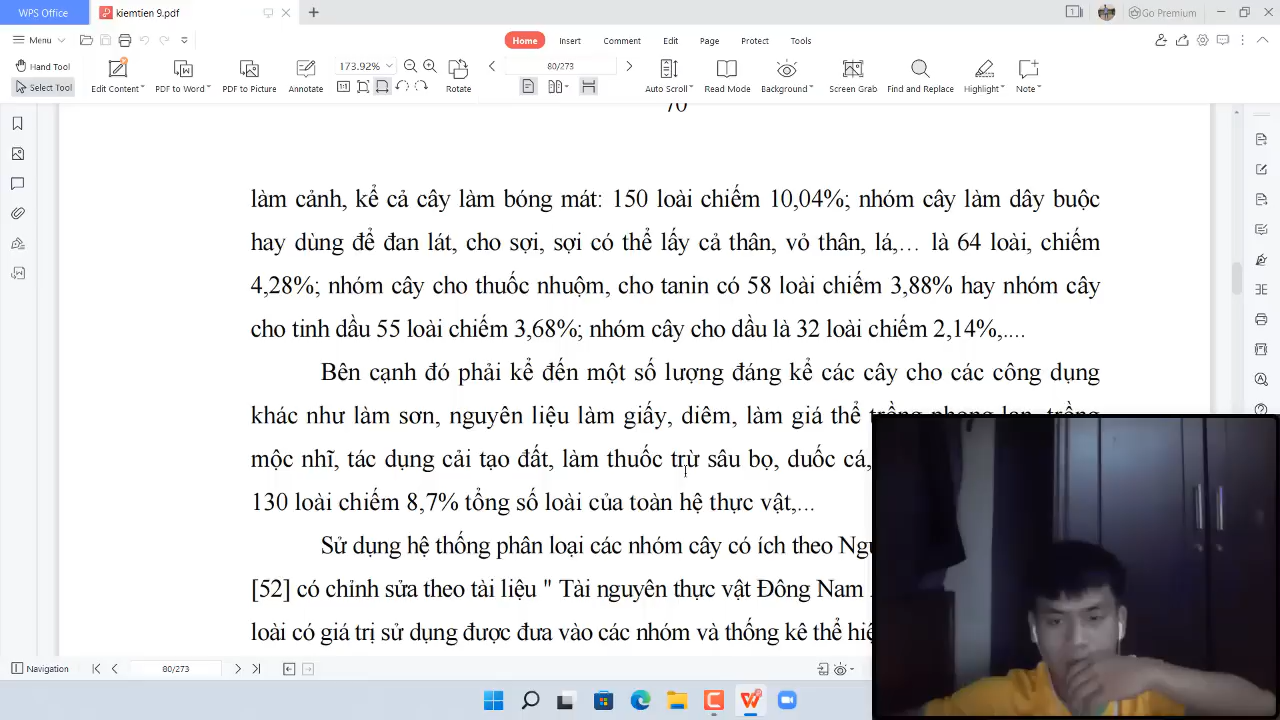 WPS Office
kiemtien 9.pdf
Go Premium
Menu
Home
Insert
Comment
Edit
Page
Protect
Tools
Hand Tool
Select Tool
Edit Content
PDF to Word
PDF to Picture
Annotate
173.92%
Rotate
80/273
Auto Scroll
Read Mode
Background
Screen Grab
Find and Replace
Highlight
Note
70
làm cảnh, kể cả cây làm bóng mát: 150 loài chiếm 10,04%; nhóm cây làm dây buộc
hay dùng để đan lát, cho sợi, sợi có thể lấy cả thân, vỏ thân, lá,… là 64 loài, chiếm
4,28%; nhóm cây cho thuốc nhuộm, cho tanin có 58 loài chiếm 3,88% hay nhóm cây
cho tinh dầu 55 loài chiếm 3,68%; nhóm cây cho dầu là 32 loài chiếm 2,14%,....
Bên cạnh đó phải kể đến một số lượng đáng kể các cây cho các công dụng
khác như làm sơn, nguyên liệu làm giấy, diêm, làm giá thể trồng phong lan, trồng
mộc nhĩ, tác dụng cải tạo đất, làm thuốc trừ sâu bọ, duốc cá,
130 loài chiếm 8,7% tổng số loài của toàn hệ thực vật,...
Sử dụng hệ thống phân loại các nhóm cây có ích theo
[52] có chỉnh sửa theo tài liệu " Tài nguyên thực vật Đông Nam
loài có giá trị sử dụng được đưa vào các nhóm và thống kê thể
Navigation
80/273